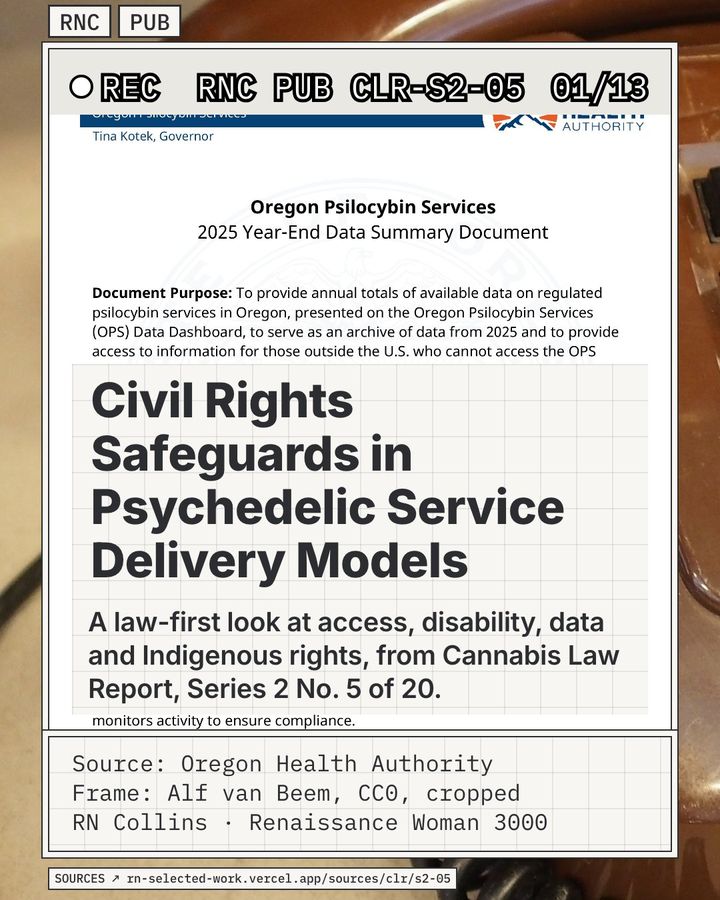 RNC PUB
REC RNC PUB CLR-S2-05 01/13
Oregon Psilocybin Services
HEALTH
Tina Kotek, Governor
AUTHORITY
Oregon Psilocybin Services
2025 Year-End Data Summary Document
Document Purpose: To provide annual totals of available data on regulated
psilocybin services in Oregon, presented on the Oregon Psilocybin Services
(OPS) Data Dashboard, to serve as an archive of data from 2025 and to provide
access to information for those outside the U.S. who cannot access the OPS
Civil Rights
Safeguards in
Psychedelic Service
Delivery Models
A law-first look at access, disability, data
and Indigenous rights, from Cannabis Law
Report, Series 2 No. 5 of 20.
monitors activity to ensure compliance.
Source: Oregon Health Authority
Frame: Alf van Beem, CC0, cropped
RN Collins · Renaissance Woman 3000
SOURCES ↗ rn-selected-work.vercel.app/sources/clr/s2-05